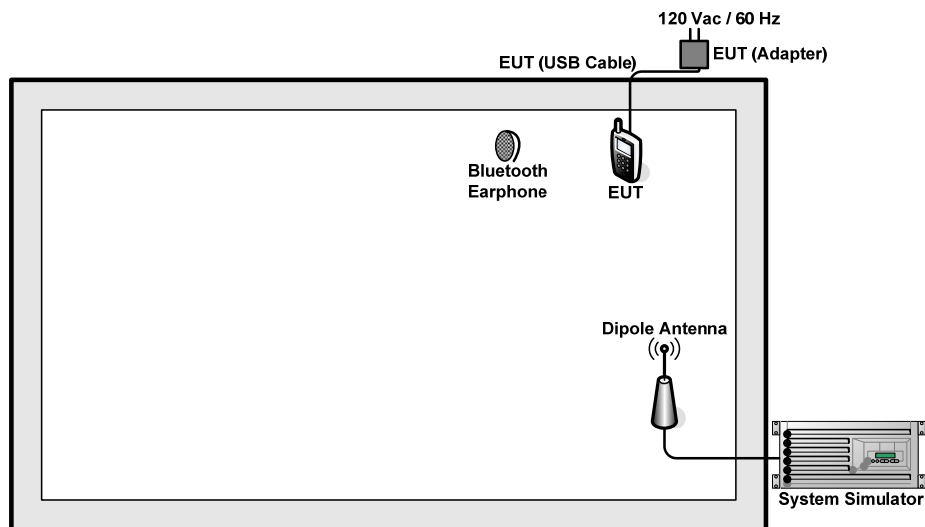 120 Vac / 60 Hz
EUT (Adapter)
EUT (USB Cable)
Bluetooth
Earphone
EUT
Dipole Antenna
System Simulator